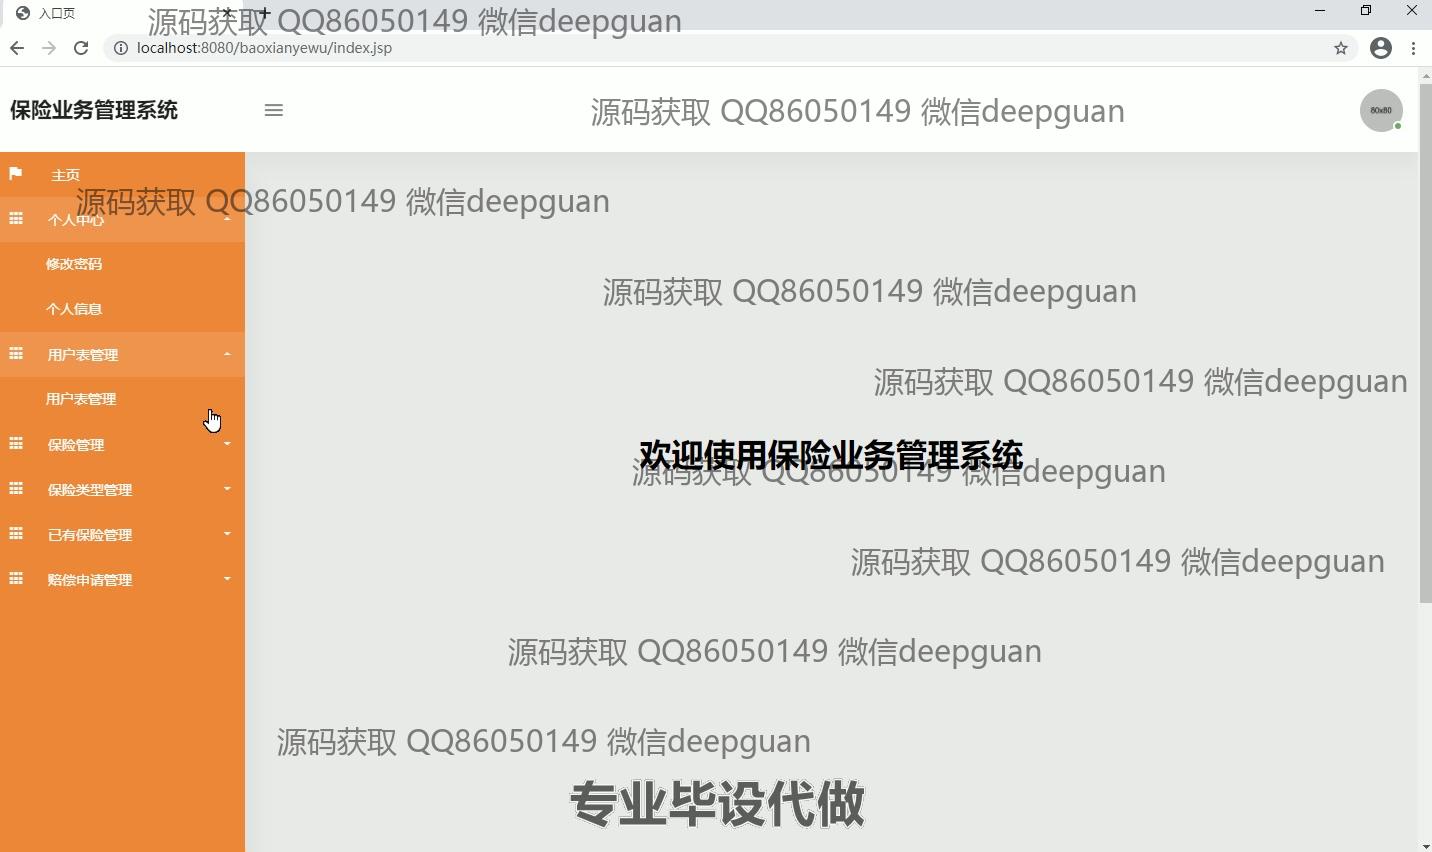 入口页
源码获取 QQ86050149 微信deepguan
localhost:8080/baoxianyewu/index.jsp
保险业务管理系统
源码获取 QQ86050149 微信deepguan
80x80
主页
源码获取 QQ86050149 微信deepguan
个人中心
修改密码
个人信息
源码获取 QQ86050149 微信deepguan
用户表管理
源码获取 QQ86050149 微信deepguan
用户表管理
保险管理
欢迎使用保险业务管理系统
源码获取 QQ86050149 微信deepguan
保险类型管理
已有保险管理
源码获取 QQ86050149 微信deepguan
赔偿申请管理
源码获取 QQ86050149 微信deepguan
源码获取 QQ86050149 微信deepguan
专业毕设代做